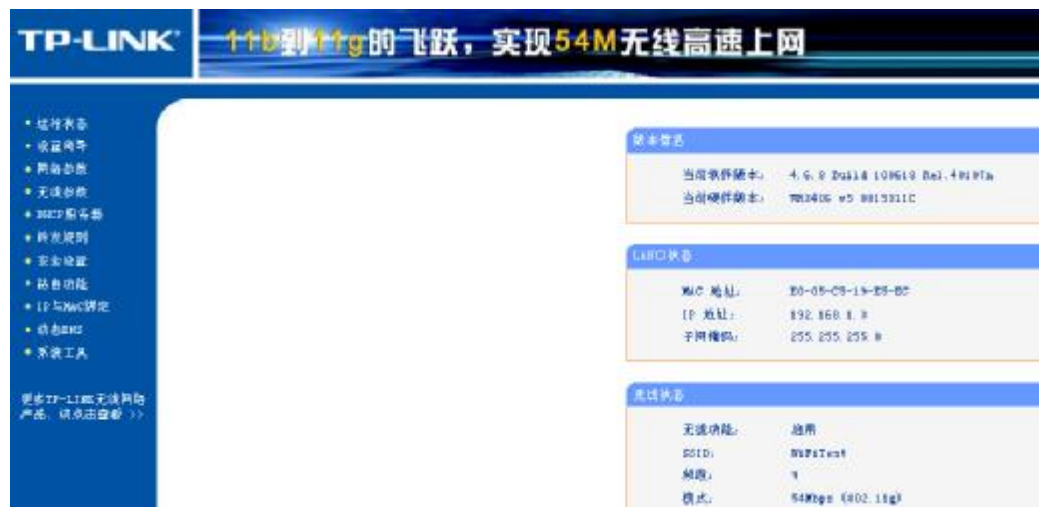 TP-LINK
11b到11g的飞跃，实现54M无线高速上网
• 运行状态
• 设置向导
• 网络参数
• 无线参数
• DHCP服务器
• 转发规则
• 安全设置
• 路由功能
• IP与MAC绑定
• 动态DNS
• 系统工具
更多TP-LINK无线网络
产品，请点击查看 >>
版本信息
当前软件版本：
当前硬件版本：
LAN口状态
MAC 地址：
IP 地址：
子网掩码： 255.255.255.0
无线状态
无线功能： 启用
SSID：
频段：
模式： 54Mbps (802.11g)